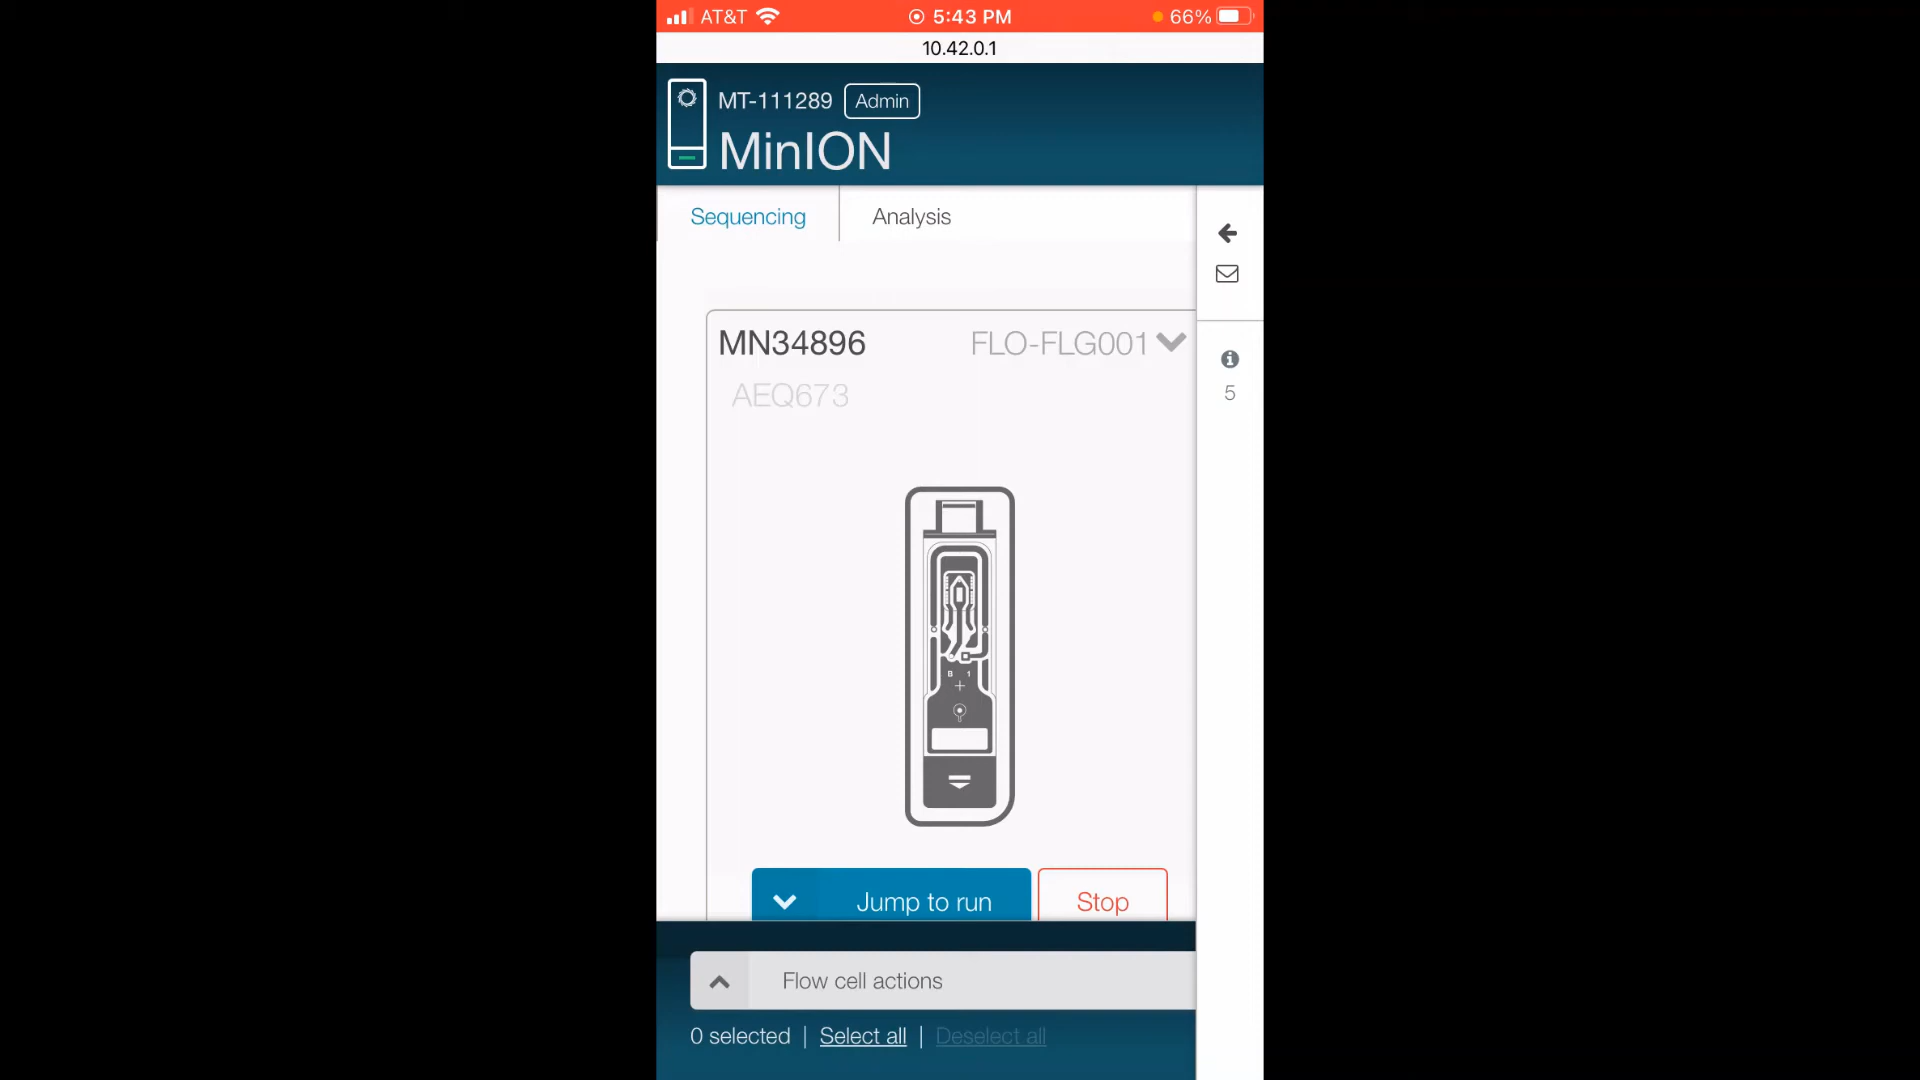 AT&T 5:43 PM 66%
10.42.0.1
MT-111289 Admin
MinION
Sequencing Analysis
MN34896 FLO-FLG001
AEQ673
5
B 1
Jump to run Stop
Flow cell actions
0 selected | Select all | Deselect all